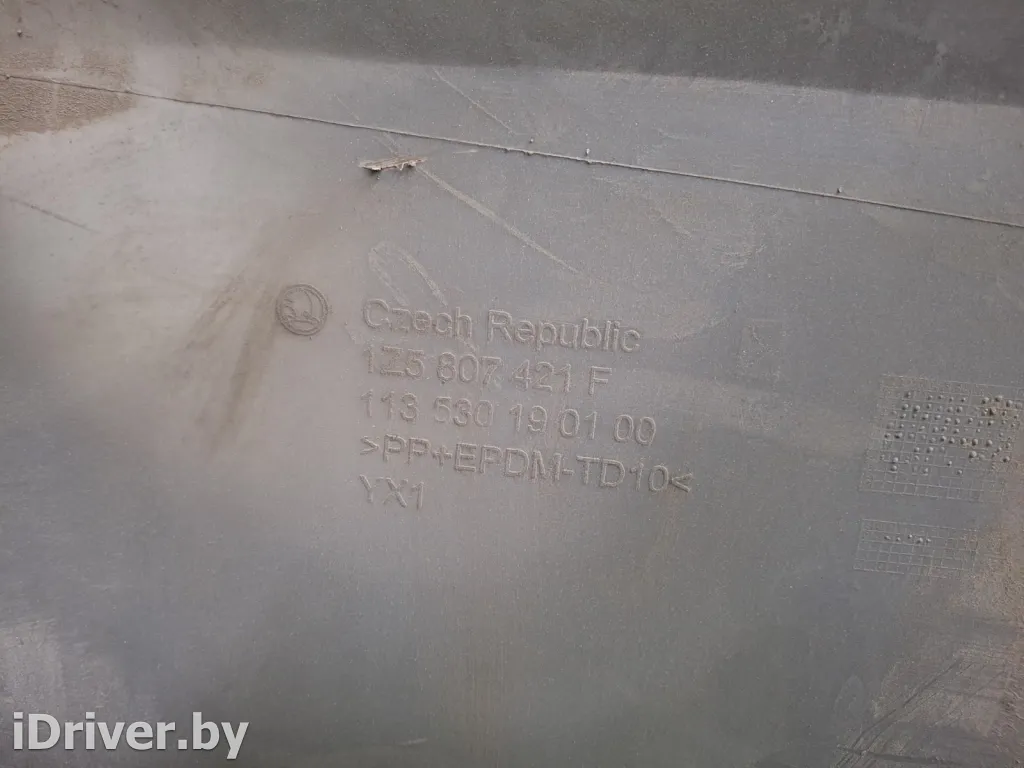 Czech Republic
1Z5 807 421 F
113 530 19 01 00
>PP+EPDM-TD10<
YX1
iDriver.by